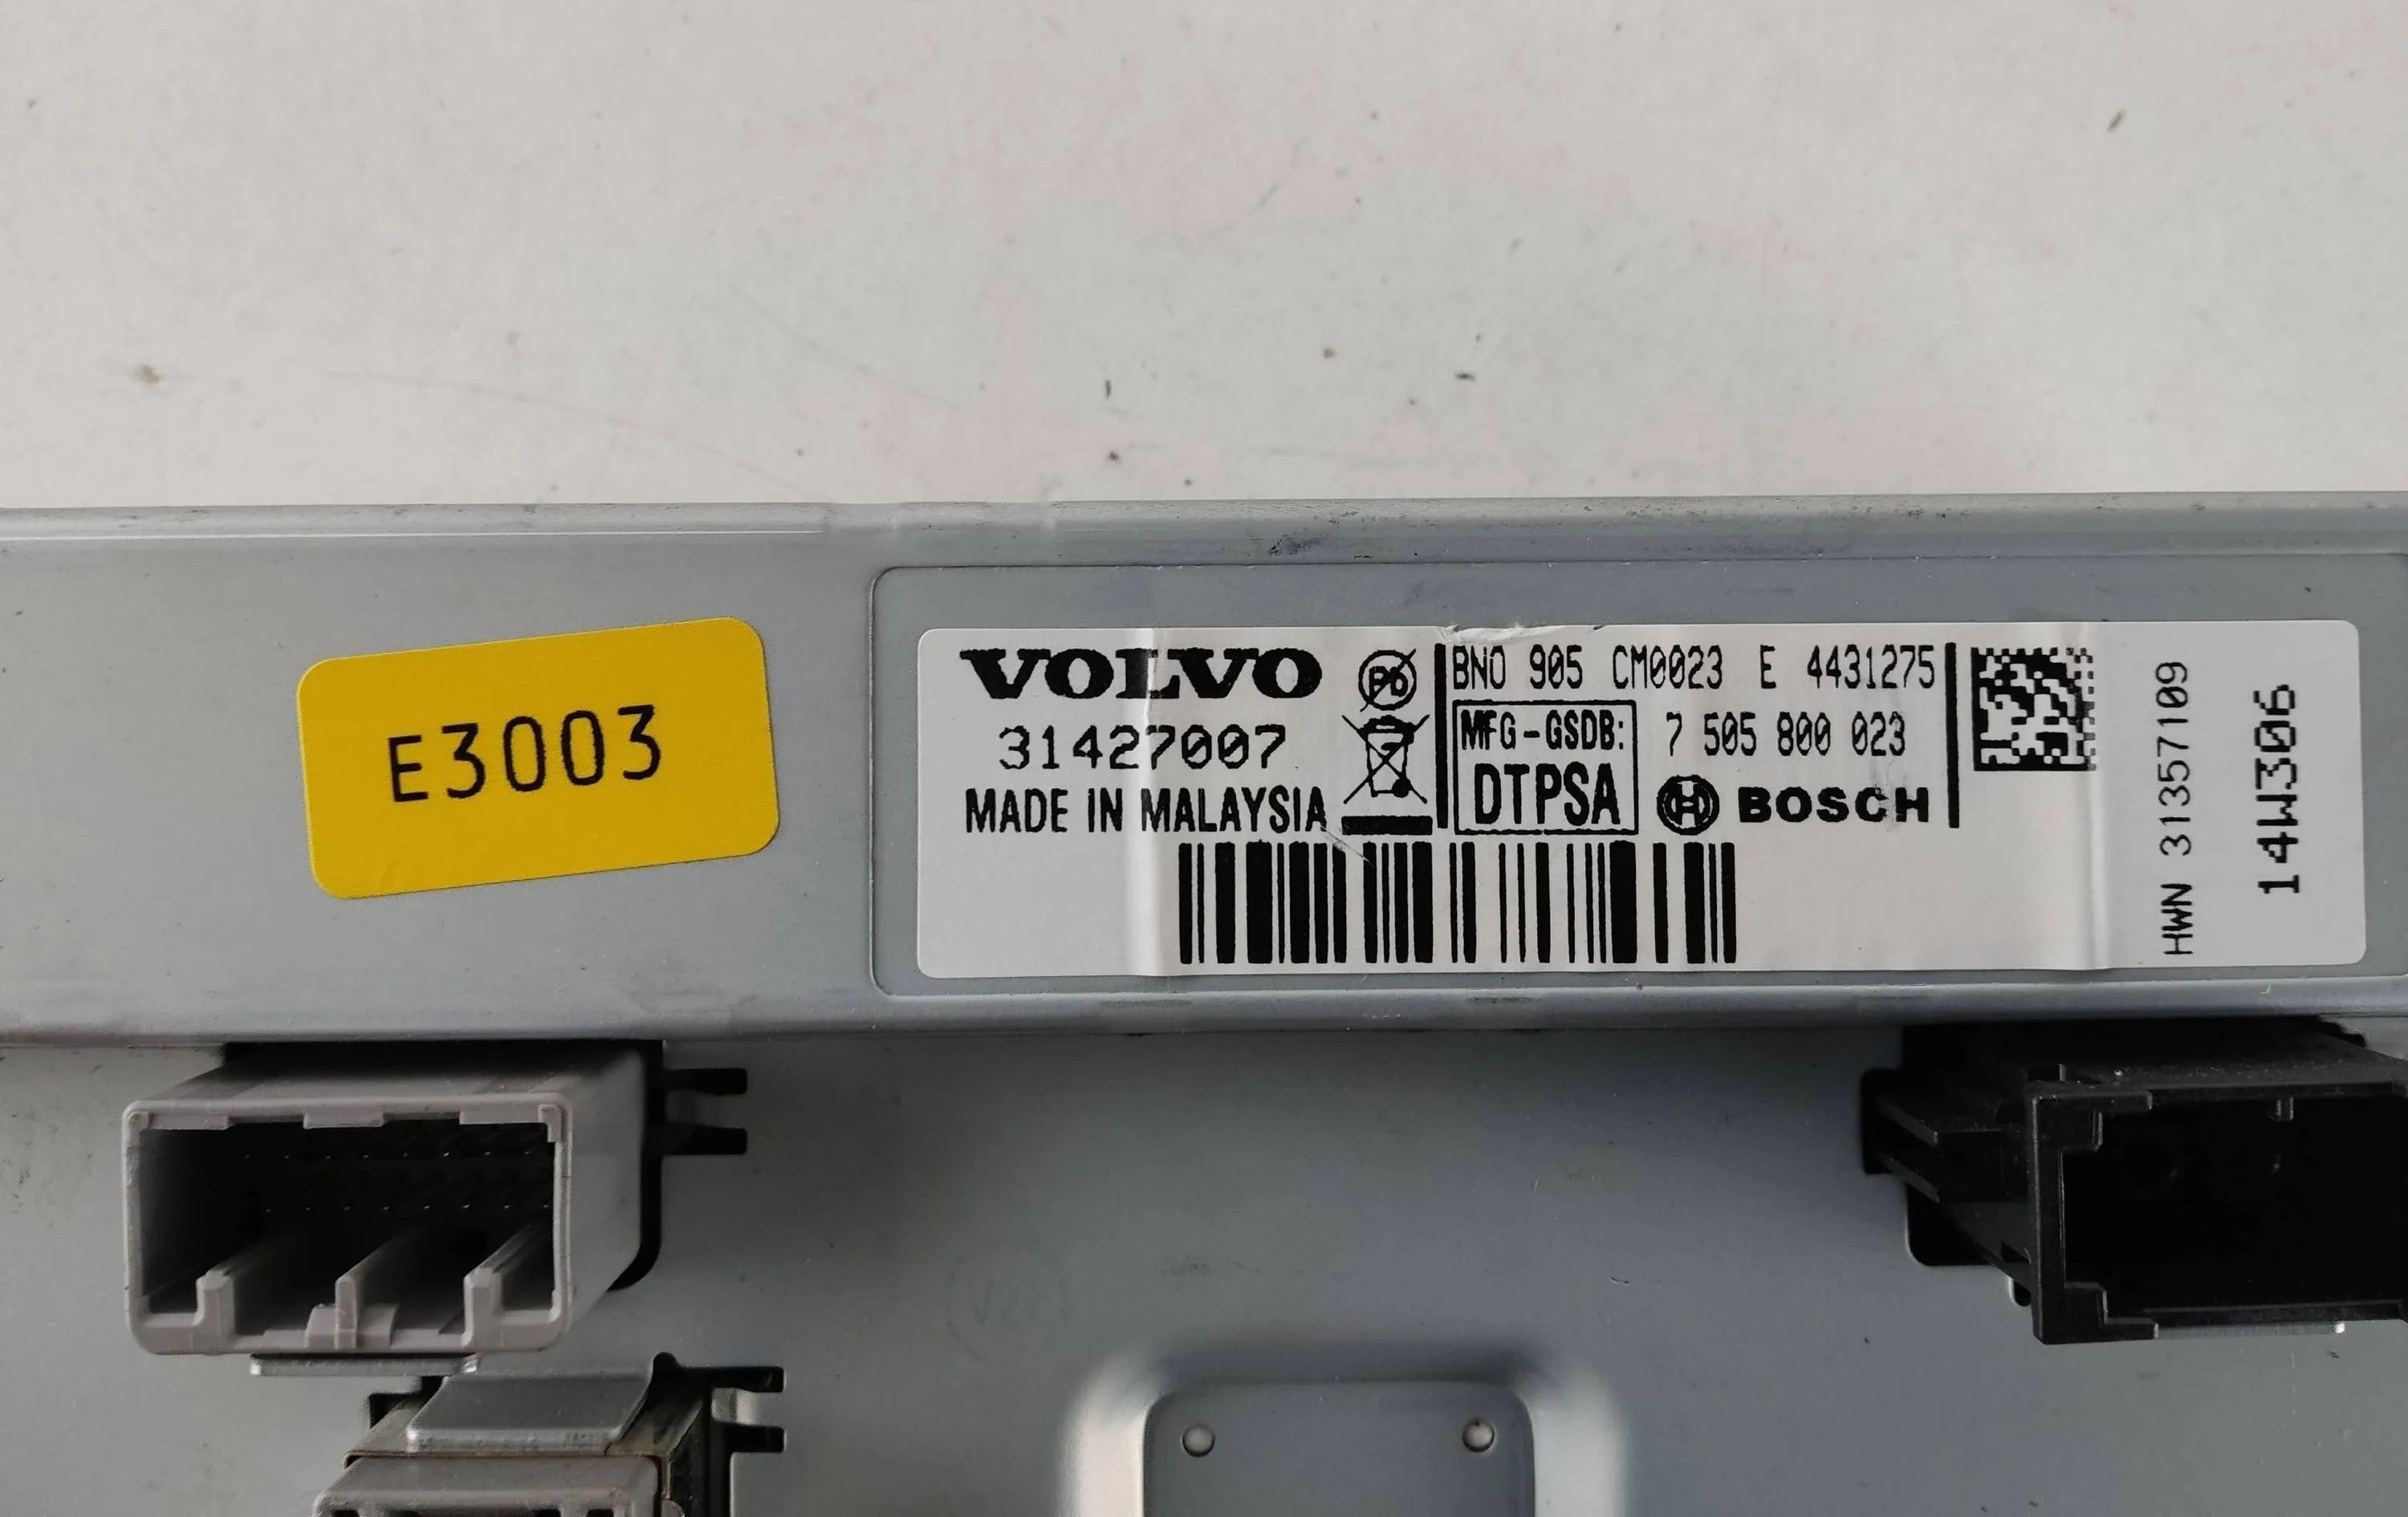 E3003
VOLVO
31427007
MADE IN MALAYSIA
Pb
BNO 905 CM0023 E 4431275
MFG-GSDB:
DTPSA
7 505 800 023
BOSCH
HWN 31357109
14W306